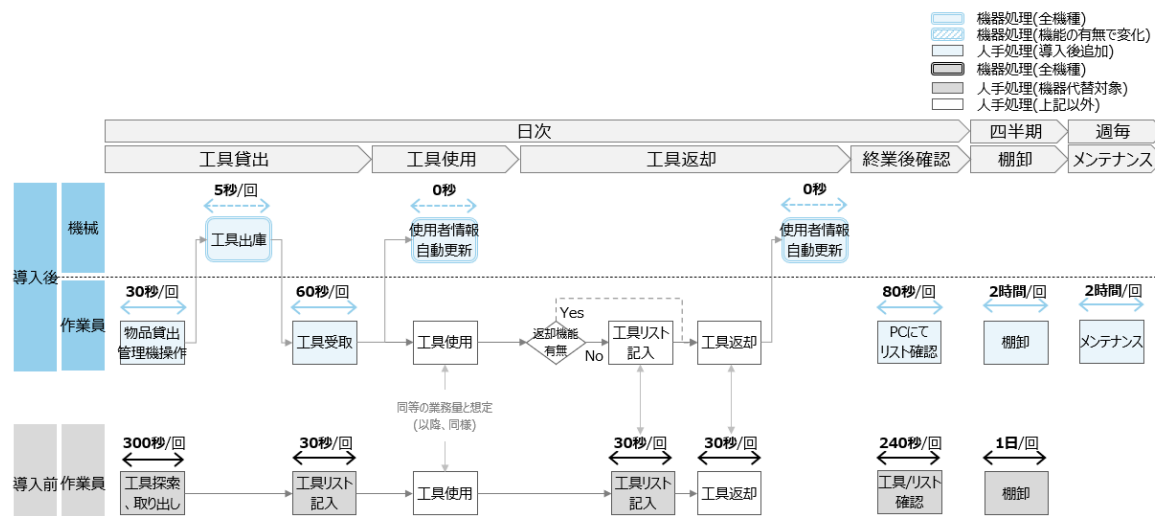 機器処理(全機種)
機器処理(機能の有無で変化)
人手処理(導入後追加)
機器処理(全機種)
人手処理(機器代替対象)
人手処理(上記以外)
日次
四半期
週毎
工具貸出
工具使用
工具返却
終業後確認
棚卸
メンテナンス
導入後
機械
5秒/回
工具出庫
0秒
使用者情報
自動更新
0秒
使用者情報
自動更新
作業員
30秒/回
物品貸出
管理機操作
60秒/回
工具受取
工具使用
返却機能
有無
Yes
No
工具リスト
記入
工具返却
80秒/回
PCにて
リスト確認
2時間/回
棚卸
2時間/回
メンテナンス
同等の業務量と想定
(以降、同様)
導入前
作業員
300秒/回
工具探索
、取り出し
30秒/回
工具リスト
記入
工具使用
30秒/回
工具リスト
記入
30秒/回
工具返却
240秒/回
工具/リスト
確認
1日/回
棚卸